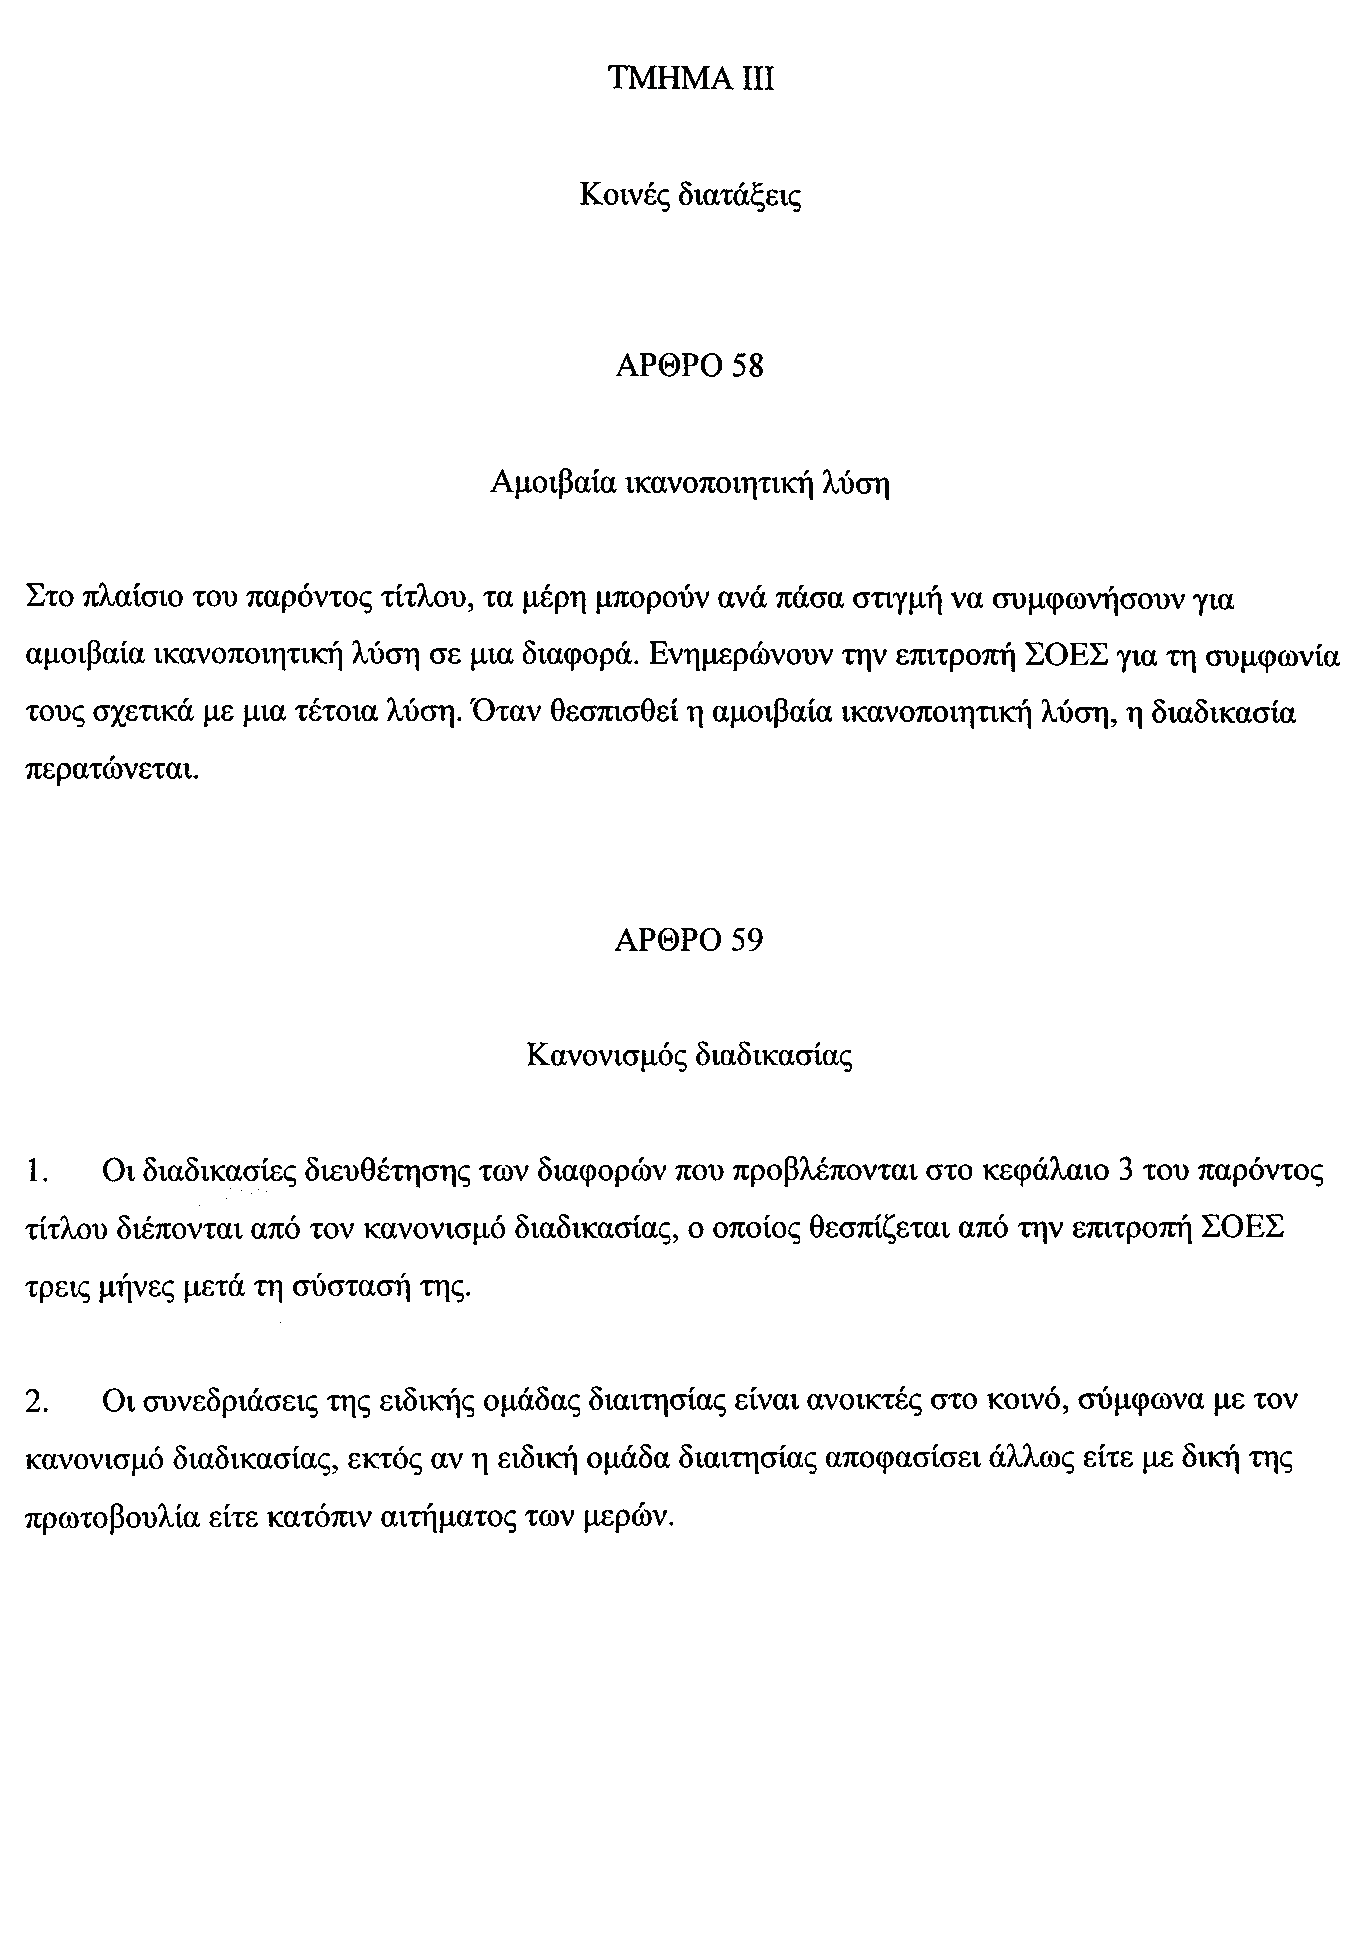 ΤΜΗΜΑ ΙΙΙ
Κοινές διατάξεις
ΑΡΘΡΟ 58
Αμοιβαία ικανοποιητική λύση
Στο πλαίσιο του παρόντος τίτλου, τα μέρη μπορούν ανά πάσα στιγμή να συμφωνήσουν για
αμοιβαία ικανοποιητική λύση σε μια διαφορά. Ενημερώνουν την επιτροπή ΣΟΕΣ για τη συμφωνία
τους σχετικά με μια τέτοια λύση. Όταν θεσπισθεί η αμοιβαία ικανοποιητική λύση, η διαδικασία
περατώνεται.
ΑΡΘΡΟ 59
Κανονισμός διαδικασίας
1. Οι διαδικασίες διευθέτησης των διαφορών που προβλέπονται στο κεφάλαιο 3 του παρόντος
τίτλου διέπονται από τον κανονισμό διαδικασίας, ο οποίος θεσπίζεται από την επιτροπή ΣΟΕΣ
τρεις μήνες μετά τη σύστασή της.
2. Οι συνεδριάσεις της ειδικής ομάδας διαιτησίας είναι ανοικτές στο κοινό, σύμφωνα με τον
κανονισμό διαδικασίας, εκτός αν η ειδική ομάδα διαιτησίας αποφασίσει άλλως είτε με δική της
πρωτοβουλία είτε κατόπιν αιτήματος των μερών.